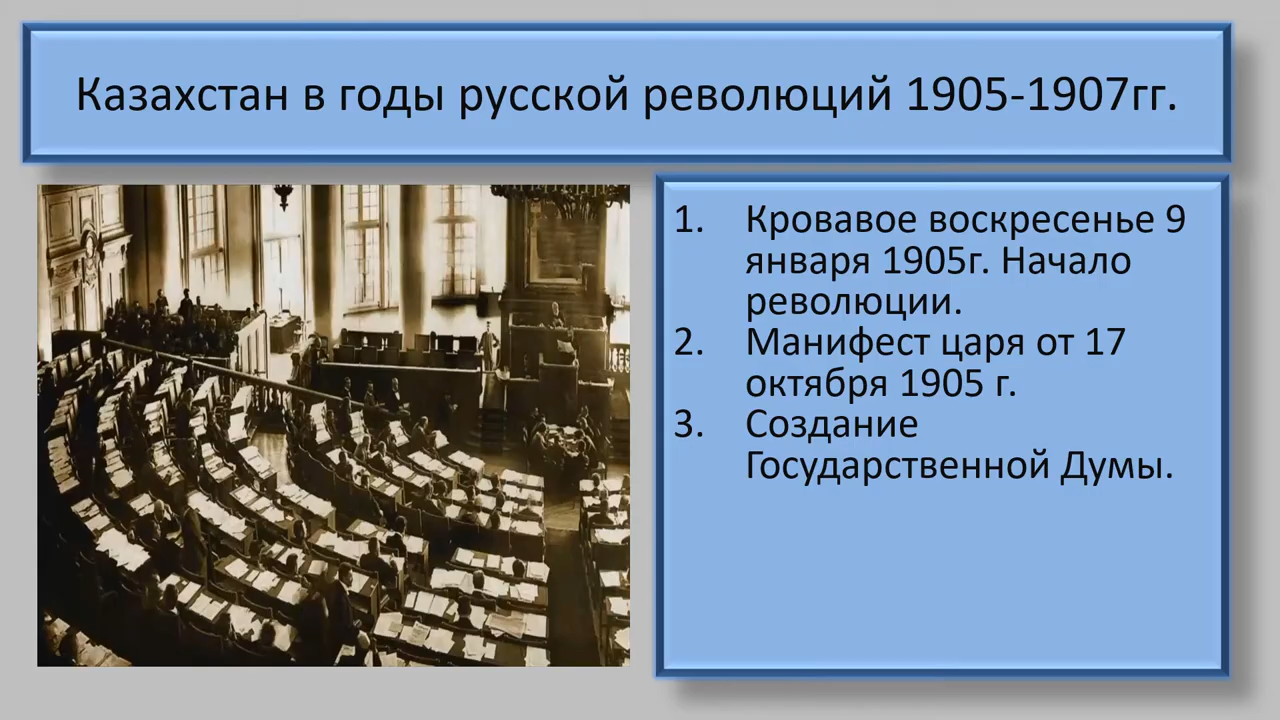 Казахстан в годы русской революций 1905-1907гг.
1. Кровавое воскресенье 9
января 1905г. Начало
революции.
2. Манифест царя от 17
октября 1905 г.
3. Создание
Государственной Думы.